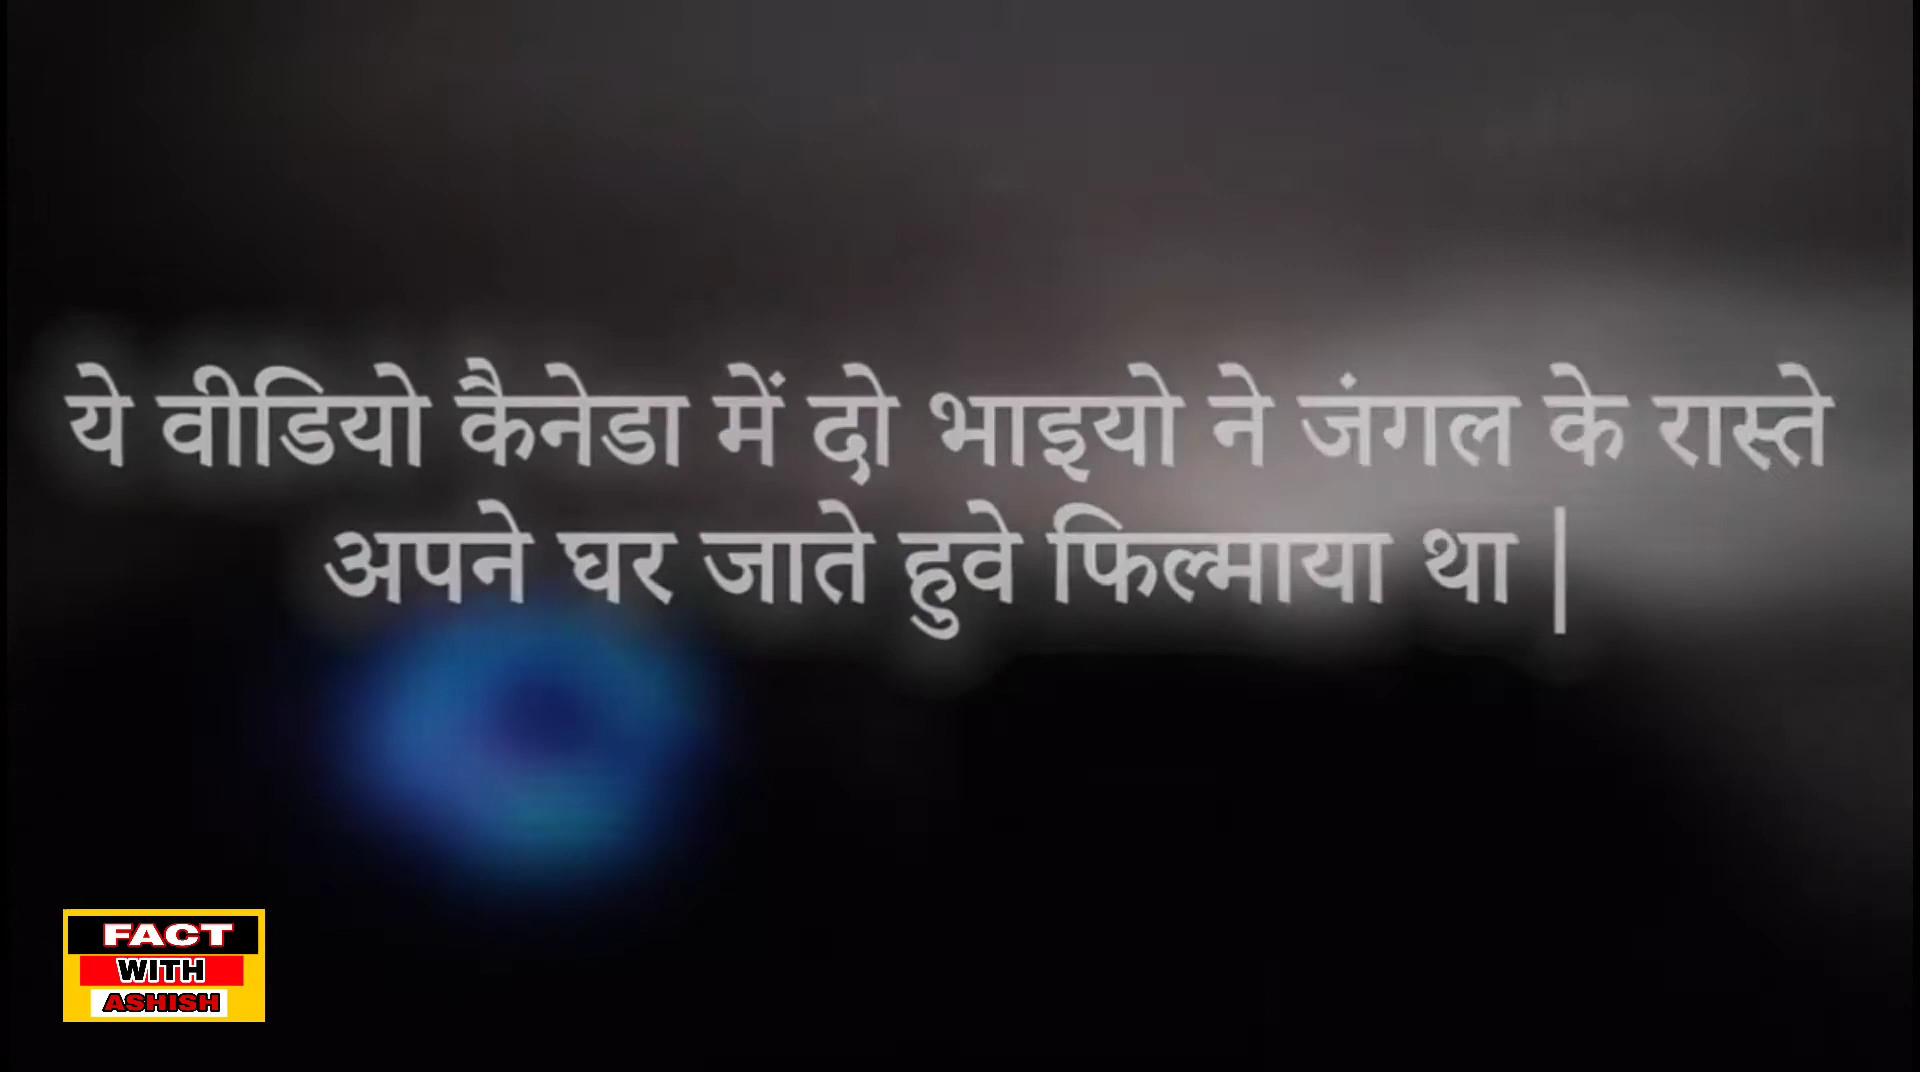 ये वीडियो कैनेडा में दो भाइयो ने जंगल के रास्ते
अपने घर जाते हुवे फिल्माया था |
FACT
WITH
ASHISH